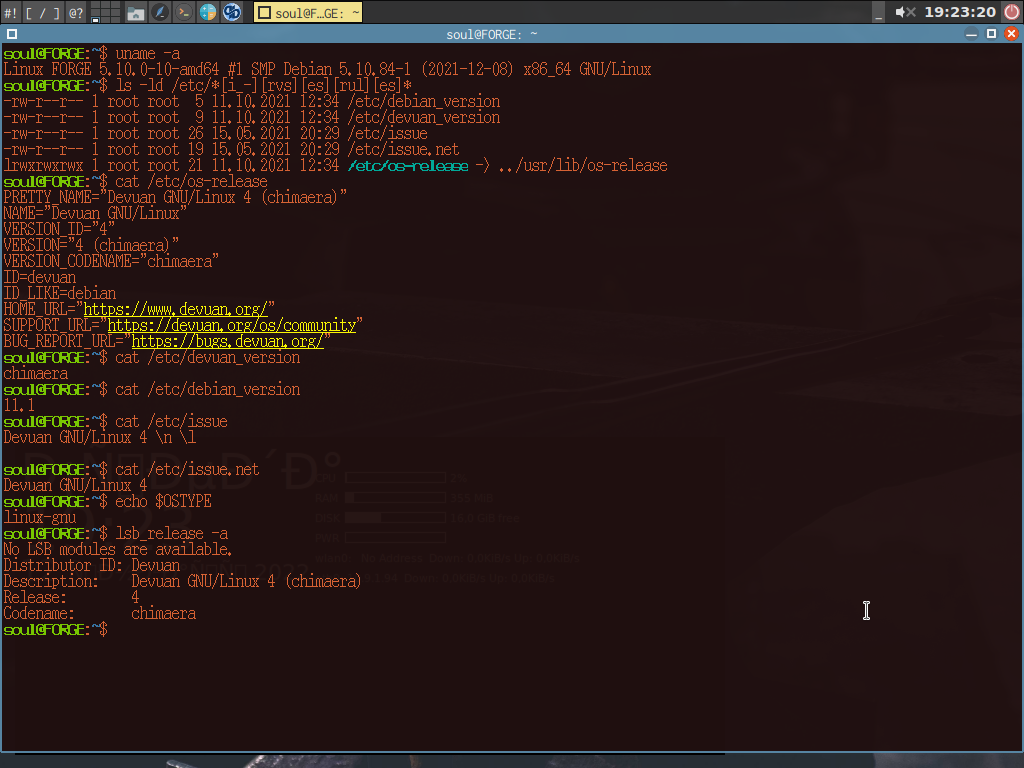 #! [ / ] @? soul@F…GE: ~ _ 19:23:20
soul@FORGE: ~
soul@FORGE:~$ uname -a
Linux FORGE 5.10.0-10-amd64 #1 SMP Debian 5.10.84-1 (2021-12-08) x86_64 GNU/Linux
soul@FORGE:~$ ls -ld /etc/*[i_-][rvs][es][rul][es]*
-rw-r--r-- 1 root root  5 11.10.2021 12:34 /etc/debian_version
-rw-r--r-- 1 root root  9 11.10.2021 12:34 /etc/devuan_version
-rw-r--r-- 1 root root 26 15.05.2021 20:29 /etc/issue
-rw-r--r-- 1 root root 19 15.05.2021 20:29 /etc/issue.net
lrwxrwxrwx 1 root root 21 11.10.2021 12:34 /etc/os-release -> ../usr/lib/os-release
soul@FORGE:~$ cat /etc/os-release
PRETTY_NAME="Devuan GNU/Linux 4 (chimaera)"
NAME="Devuan GNU/Linux"
VERSION_ID="4"
VERSION="4 (chimaera)"
VERSION_CODENAME="chimaera"
ID=devuan
ID_LIKE=debian
HOME_URL="https://www.devuan.org/"
SUPPORT_URL="https://devuan.org/os/community"
BUG_REPORT_URL="https://bugs.devuan.org/"
soul@FORGE:~$ cat /etc/devuan_version
chimaera
soul@FORGE:~$ cat /etc/debian_version
11.1
soul@FORGE:~$ cat /etc/issue
Devuan GNU/Linux 4 \n \l
soul@FORGE:~$ cat /etc/issue.net
Devuan GNU/Linux 4
soul@FORGE:~$ echo $OSTYPE
linux-gnu
soul@FORGE:~$ lsb_release -a
No LSB modules are available.
Distributor ID: Devuan
Description:    Devuan GNU/Linux 4 (chimaera)
Release:        4
Codename:       chimaera
soul@FORGE:~$